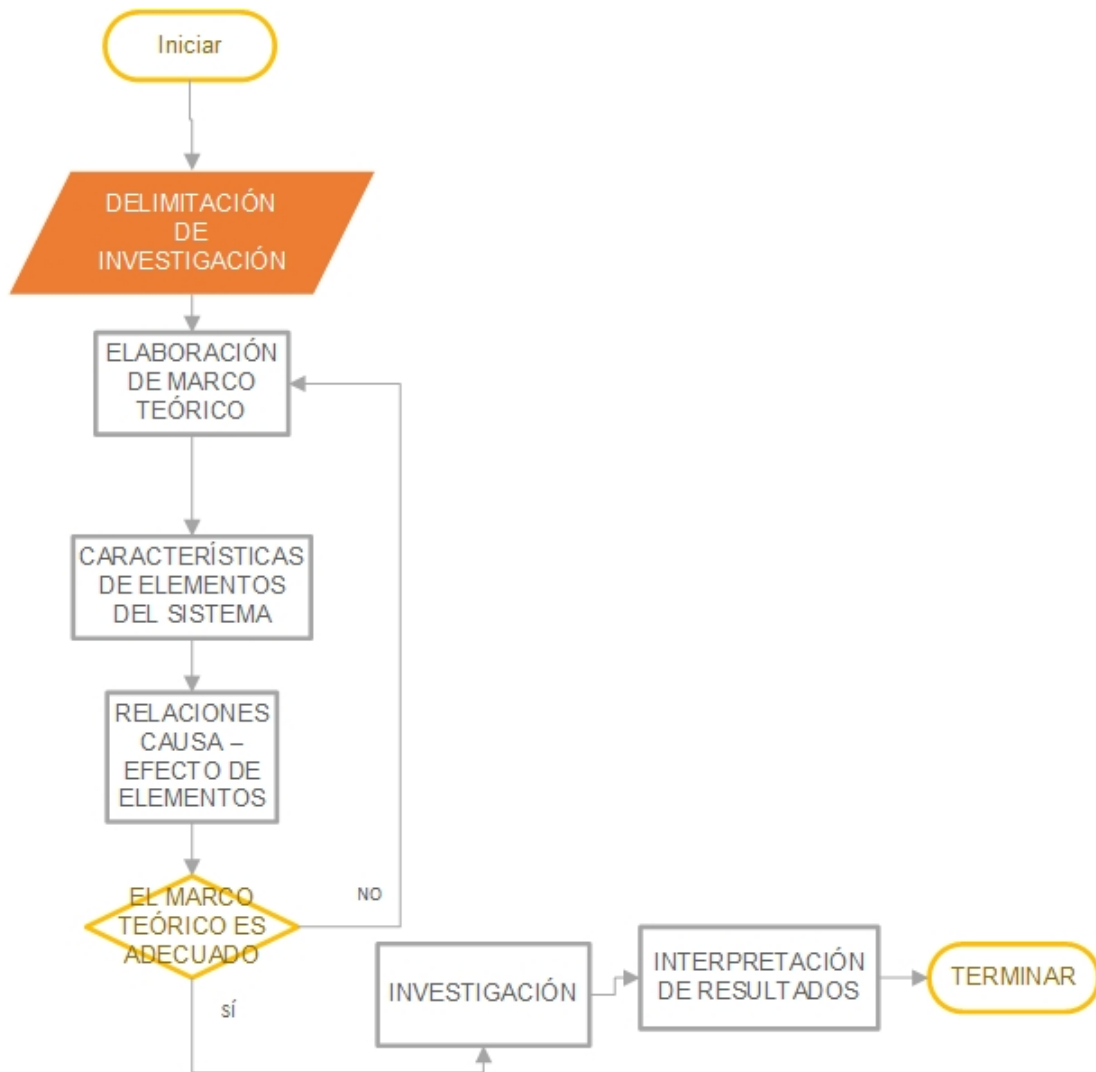 Iniciar
DELIMITACIÓN
DE
INVESTIGACIÓN
ELABORACIÓN
DE MARCO
TEÓRICO
CARACTERÍSTICAS
DE ELEMENTOS
DEL SISTEMA
RELACIONES
CAUSA –
EFECTO DE
ELEMENTOS
EL MARCO
TEÓRICO ES
ADECUADO
NO
SÍ
INVESTIGACIÓN
INTERPRETACIÓN
DE RESULTADOS
TERMINAR